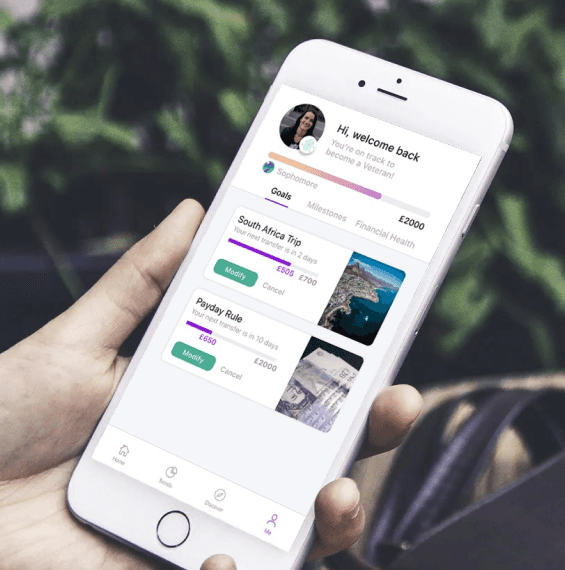 Hi, welcome back
You're on track to
become a Veteran!
Sophomore
£2000
Goals
Milestones
Financial Health
South Africa Trip
Your next transfer is in 2 days
£505 £700
Modify
Cancel
Payday Rule
Your next transfer is in 10 days
£650
£2000
Modify
Cancel
Home
Discover
Me